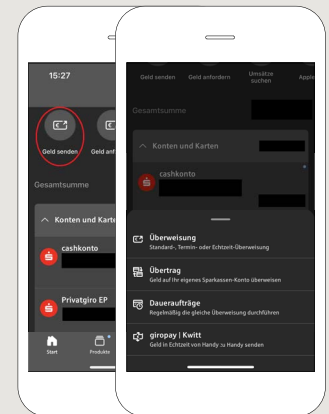 15:27
Geld senden
Geld anf
Gesamtsumme
Konten und Karte
cashkonto
Privatgiro EP
Start
Produkte
Geld senden
Geld anfordern
Umsätze
suchen
Apple
Gesamtsumme
Konten und Karten
cashkonto
Überweisung
Standard-, Termin- oder Echtzeit-Überweisung
Übertrag
Geld auf Ihr eigenes Sparkassen-Konto überweisen
Daueraufträge
Regelmäßig die gleiche Überweisung durchführen
giropay | Kwitt
Geld in Echtzeit von Handy zu Handy senden